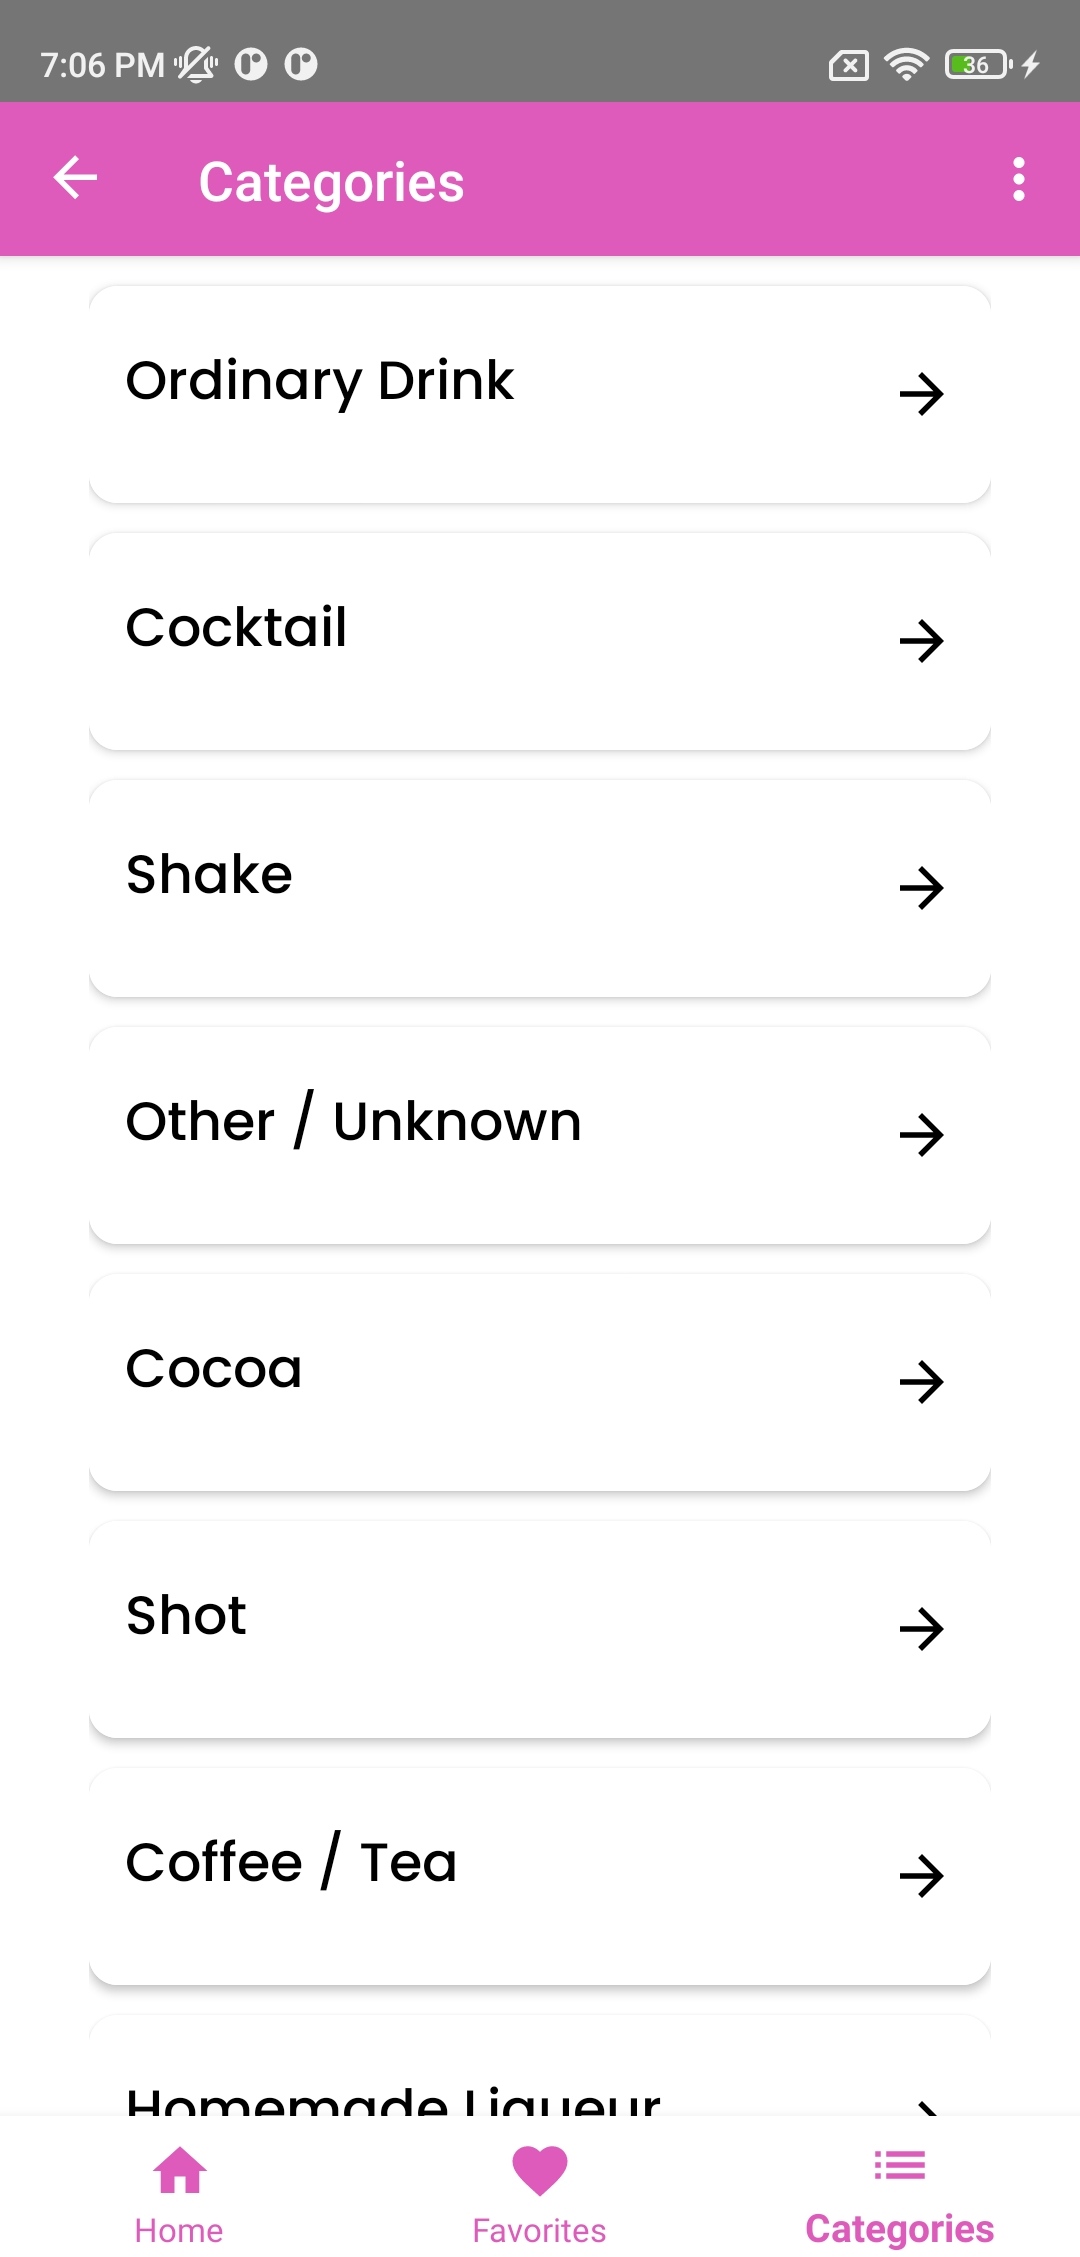 7:06 PM
36
Categories
Ordinary Drink
Cocktail
Shake
Other / Unknown
Cocoa
Shot
Coffee / Tea
Homemade Liqueur
Home
Favorites
Categories